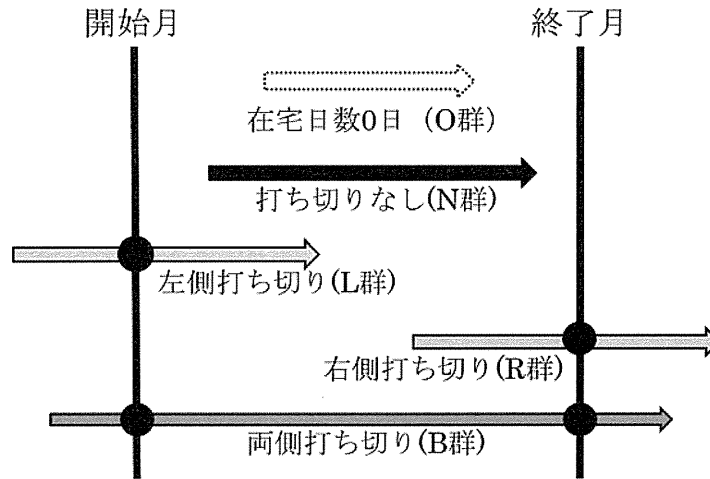 開始月
終了月
在宅日数0日（O群）
打ち切りなし(N群)
左側打ち切り(L群)
右側打ち切り(R群)
両側打ち切り(B群)